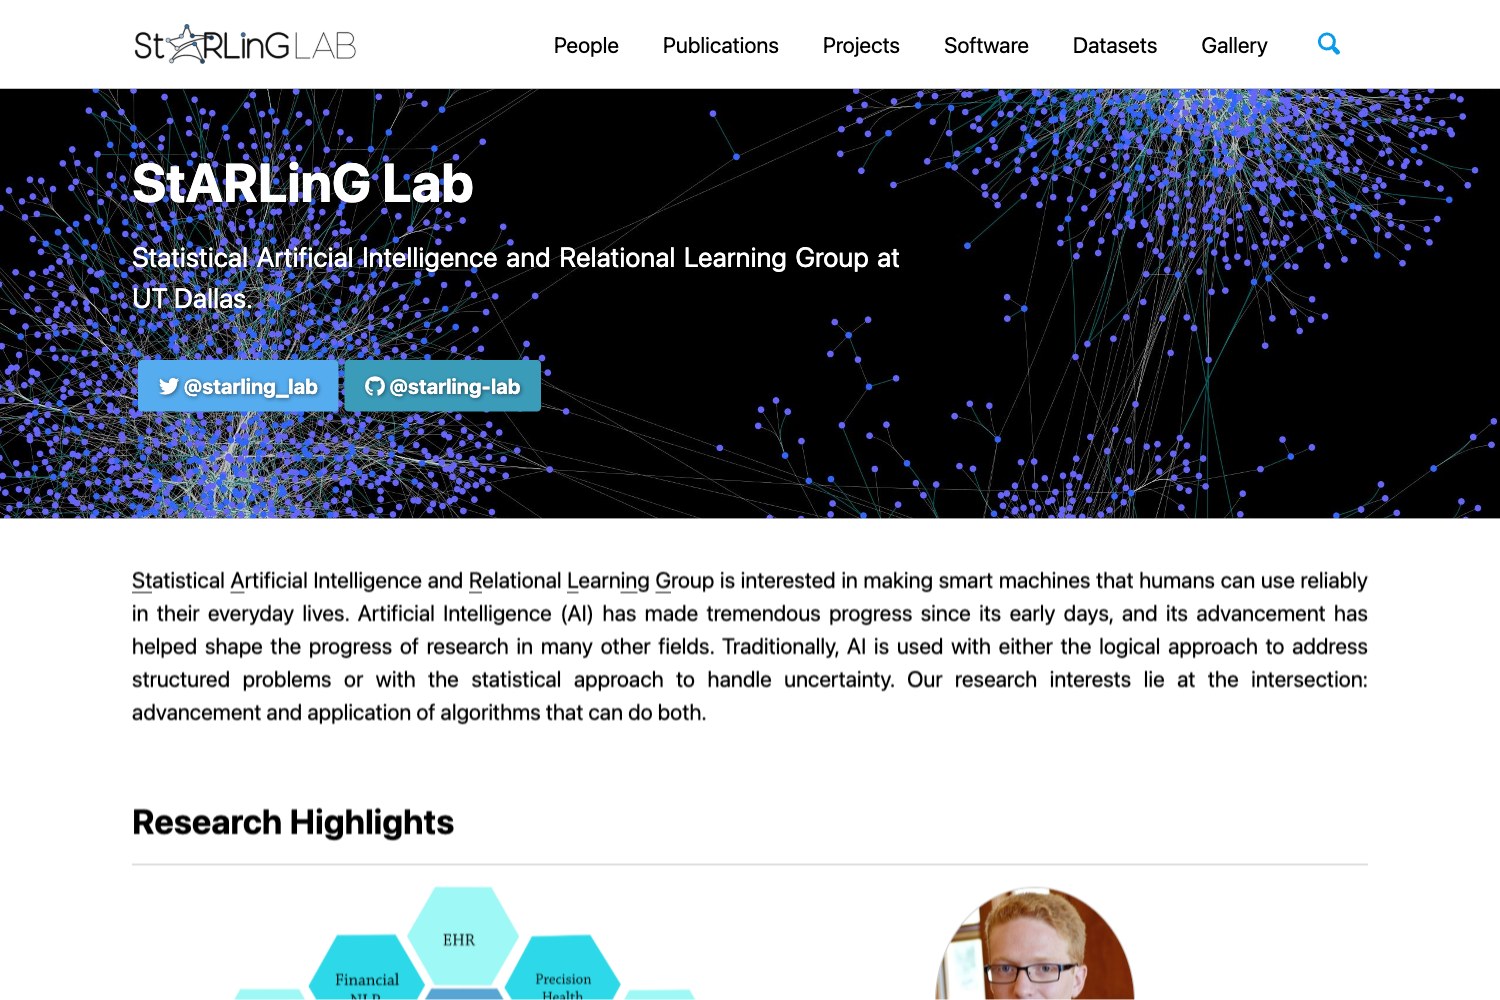 StARLinG LAB
People Publications Projects Software Datasets Gallery
StARLinG Lab
Statistical Artificial Intelligence and Relational Learning Group at
UT Dallas.
@starling_lab @starling-lab
Statistical Artificial Intelligence and Relational Learning Group is interested in making smart machines that humans can use reliably
in their everyday lives. Artificial Intelligence (AI) has made tremendous progress since its early days, and its advancement has
helped shape the progress of research in many other fields. Traditionally, AI is used with either the logical approach to address
structured problems or with the statistical approach to handle uncertainty. Our research interests lie at the intersection:
advancement and application of algorithms that can do both.
Research Highlights
EHR
Financial
NLP
Precision
Health